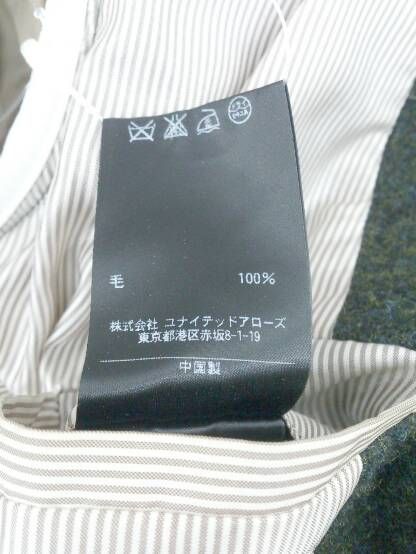 毛 100%
株式会社 ユナイテッドアローズ
東京都港区赤坂8-1-19
中国製